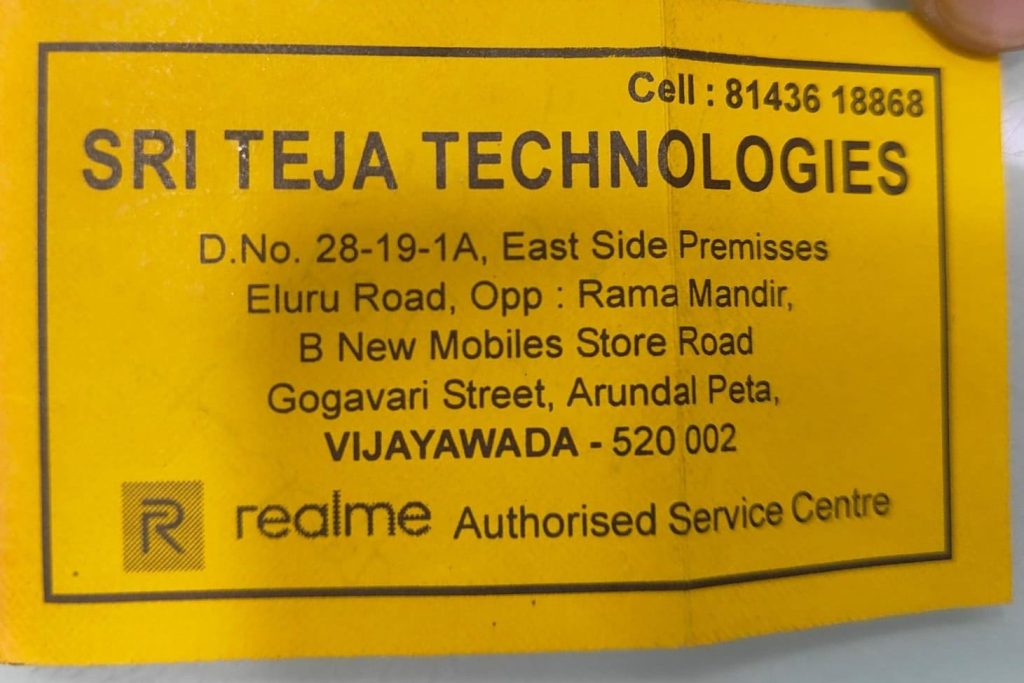 Cell : 81436 18868
SRI TEJA TECHNOLOGIES
D.No. 28-19-1A, East Side Premisses
Eluru Road, Opp : Rama Mandir,
B New Mobiles Store Road
Gogavari Street, Arundal Peta,
VIJAYAWADA - 520 002
R realme Authorised Service Centre